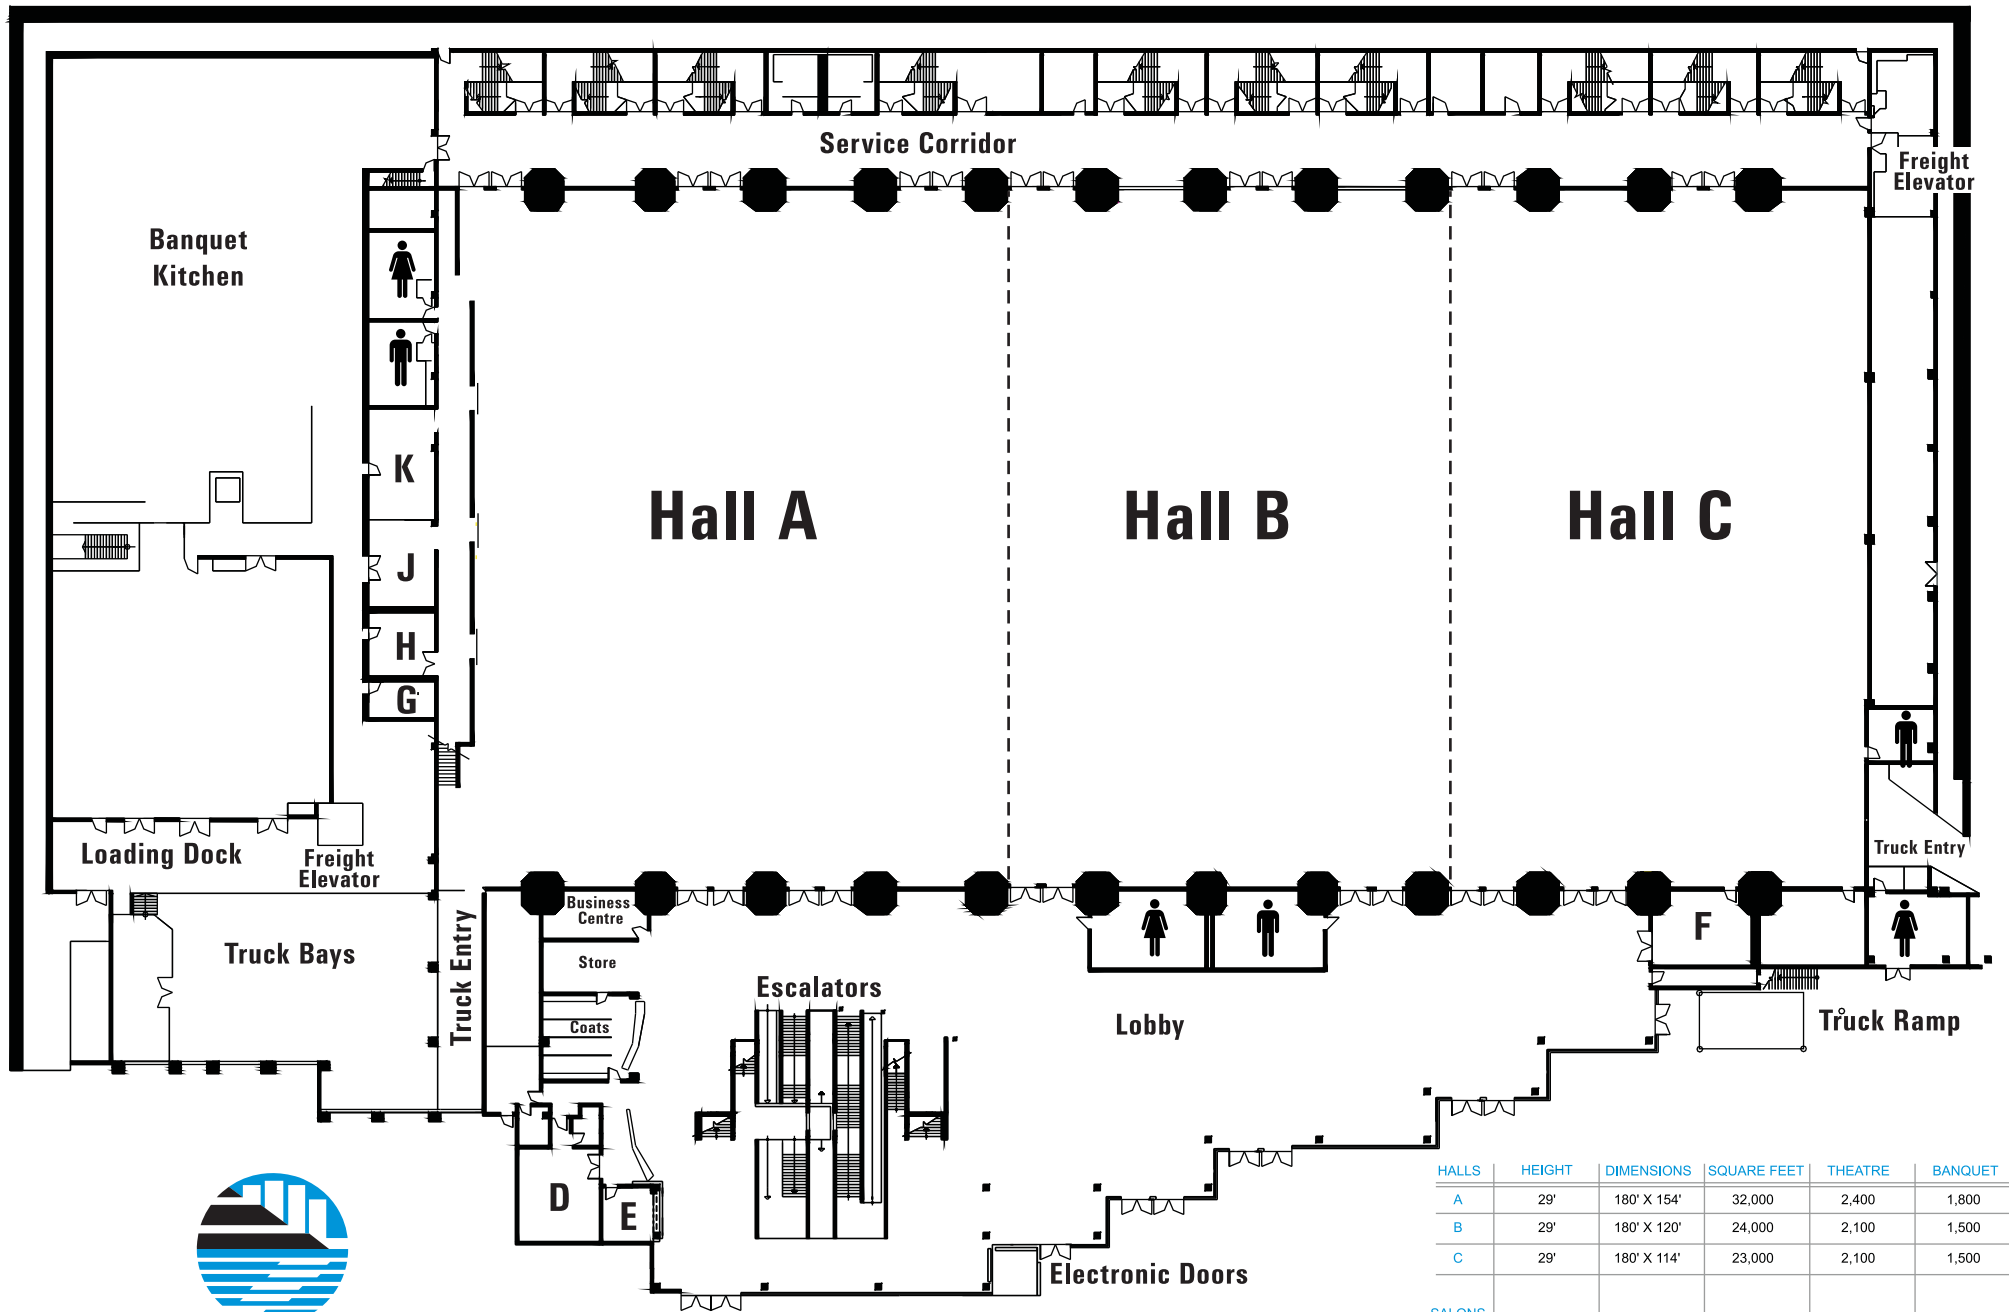 Service Corridor
Freight
Elevator
Banquet
Kitchen
K
Hall A
Hall B
Hall C
J
H
G
Loading Dock
Freight
Elevator
Truck Entry
Business
Centre
F
Truck Bays
Truck Entry
Store
Escalators
Coats
Lobby
Truck Ramp
D
E
Electronic Doors
HALLS HEIGHT DIMENSIONS SQUARE FEET THEATRE BANQUET
A 29' 180' X 154' 32,000 2,400 1,800
B 29' 180' X 120' 24,000 2,100 1,500
C 29' 180' X 114' 23,000 2,100 1,500
SALONS